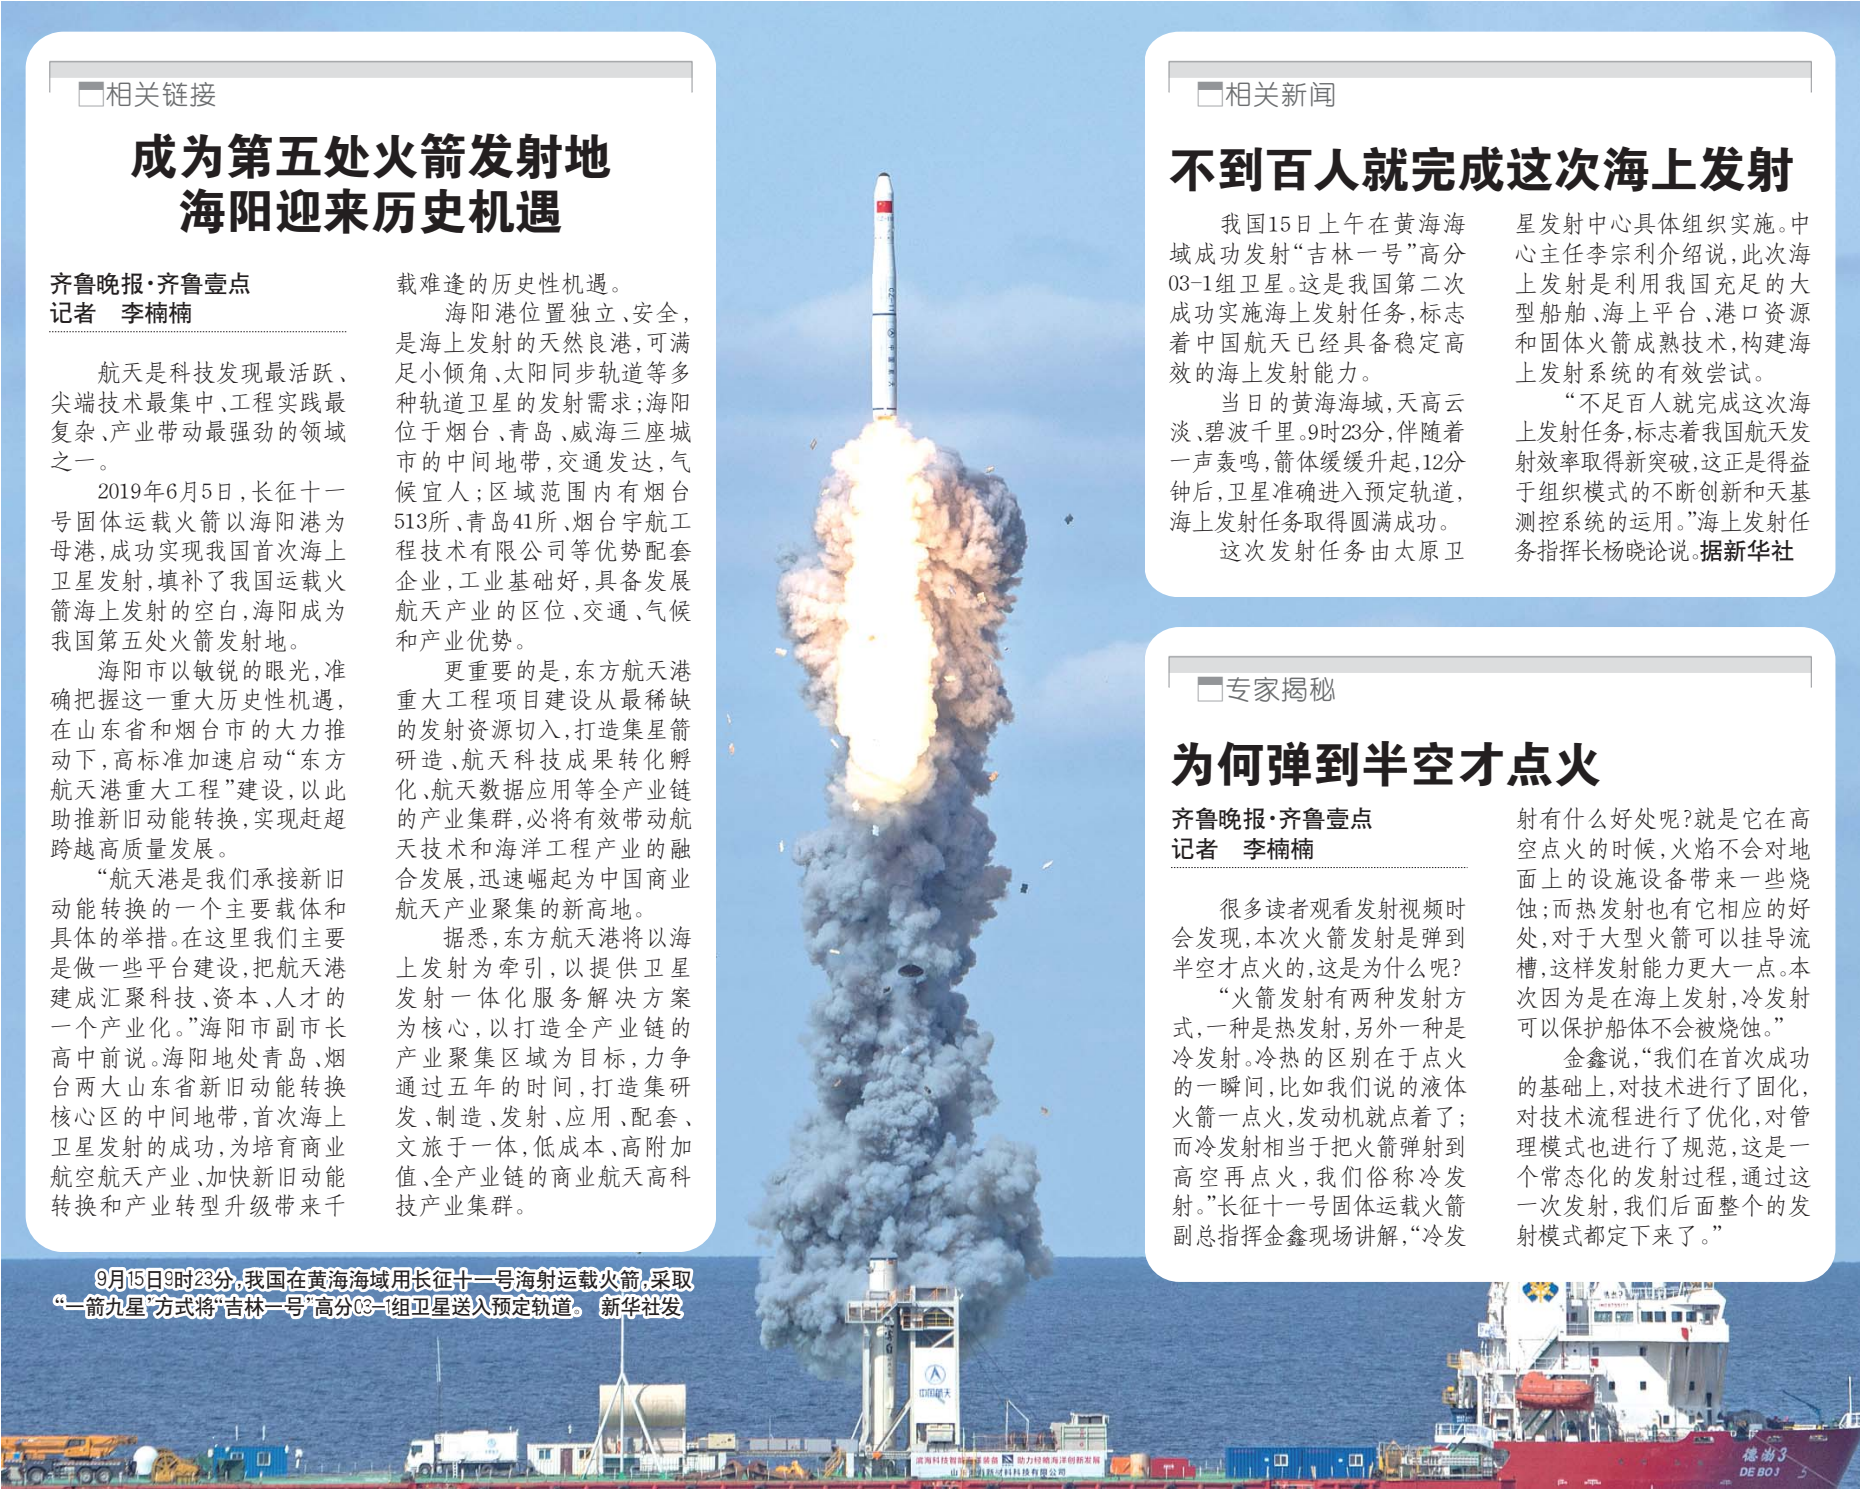 相关链接
成为第五处火箭发射地
海阳迎来历史机遇
齐鲁晚报·齐鲁壹点
记者 李楠楠
航天是科技发现最活跃、
尖端技术最集中、工程实践最
复杂、产业带动最强劲的领域
之一。
2019年6月5日,长征十一
号固体运载火箭以海阳港为
母港,成功实现我国首次海上
卫星发射,填补了我国运载火
箭海上发射的空白,海阳成为
我国第五处火箭发射地。
海阳市以敏锐的眼光,准
确把握这一重大历史性机遇,
在山东省和烟台市的大力推
动下,高标准加速启动“东方
航天港重大工程”建设,以此
助推新旧动能转换,实现赶超
跨越高质量发展。
“航天港是我们承接新旧
动能转换的一个主要载体和
具体的举措。在这里我们主要
是做一些平台建设,把航天港
建成汇聚科技、资本、人才的
一个产业化。”海阳市副市长
高中前说。海阳地处青岛、烟
台两大山东省新旧动能转换
核心区的中间地带,首次海上
卫星发射的成功,为培育商业
航空航天产业、加快新旧动能
转换和产业转型升级带来千
载难逢的历史性机遇。
海阳港位置独立、安全,
是海上发射的天然良港,可满
足小倾角、太阳同步轨道等多
种轨道卫星的发射需求;海阳
位于烟台、青岛、威海三座城
市的中间地带,交通发达,气
候宜人;区域范围内有烟台
513所、青岛41所、烟台宇航工
程技术有限公司等优势配套
企业,工业基础好,具备发展
航天产业的区位、交通、气候
和产业优势。
更重要的是,东方航天港
重大工程项目建设从最稀缺
的发射资源切入,打造集星箭
研造、航天科技成果转化孵
化、航天数据应用等全产业链
的产业集群,必将有效带动航
天技术和海洋工程产业的融
合发展,迅速崛起为中国商业
航天产业聚集的新高地。
据悉,东方航天港将以海
上发射为牵引,以提供卫星
发射一体化服务解决方案
为核心,以打造全产业链的
产业聚集区域为目标,力争
通过五年的时间,打造集研
发、制造、发射、应用、配套、
文旅于一体,低成本、高附加
值、全产业链的商业航天高科
技产业集群。
9月15日9时23分,我国在黄海海域用长征十一号海射运载火箭,采取
“一箭九星”方式将“吉林一号”高分03-1组卫星送入预定轨道。 新华社发
相关新闻
不到百人就完成这次海上发射
我国15日上午在黄海海
域成功发射“吉林一号”高分
03-1组卫星。这是我国第二次
成功实施海上发射任务,标志
着中国航天已经具备稳定高
效的海上发射能力。
当日的黄海海域,天高云
淡、碧波千里。9时23分,伴随着
一声轰鸣,箭体缓缓升起,12分
钟后,卫星准确进入预定轨道,
海上发射任务取得圆满成功。
这次发射任务由太原卫
星发射中心具体组织实施。中
心主任李宗利介绍说,此次海
上发射是利用我国充足的大
型船舶、海上平台、港口资源
和固体火箭成熟技术,构建海
上发射系统的有效尝试。
“不足百人就完成这次海
上发射任务,标志着我国航天发
射效率取得新突破,这正是得益
于组织模式的不断创新和天基
测控系统的运用。”海上发射任
务指挥长杨晓论说。据新华社
专家揭秘
为何弹到半空才点火
齐鲁晚报·齐鲁壹点
记者 李楠楠
很多读者观看发射视频时
会发现,本次火箭发射是弹到
半空才点火的,这是为什么呢?
“火箭发射有两种发射方
式,一种是热发射,另外一种是
冷发射。冷热的区别在于点火
的一瞬间,比如我们说的液体
火箭一点火,发动机就点着了;
而冷发射相当于把火箭弹射到
高空再点火,我们俗称冷发
射。”长征十一号固体运载火箭
副总指挥金鑫现场讲解,“冷发
射有什么好处呢?就是它在高
空点火的时候,火焰不会对地
面上的设施设备带来一些烧
蚀;而热发射也有它相应的好
处,对于大型火箭可以挂导流
槽,这样发射能力更大一点。本
次因为是在海上发射,冷发射
可以保护船体不会被烧蚀。”
金鑫说,“我们在首次成功
的基础上,对技术进行了固化,
对技术流程进行了优化,对管
理模式也进行了规范,这是一
个常态化的发射过程,通过这
一次发射,我们后面整个的发
射模式都定下来了。”
中国航天
德渤3
DE BO 3